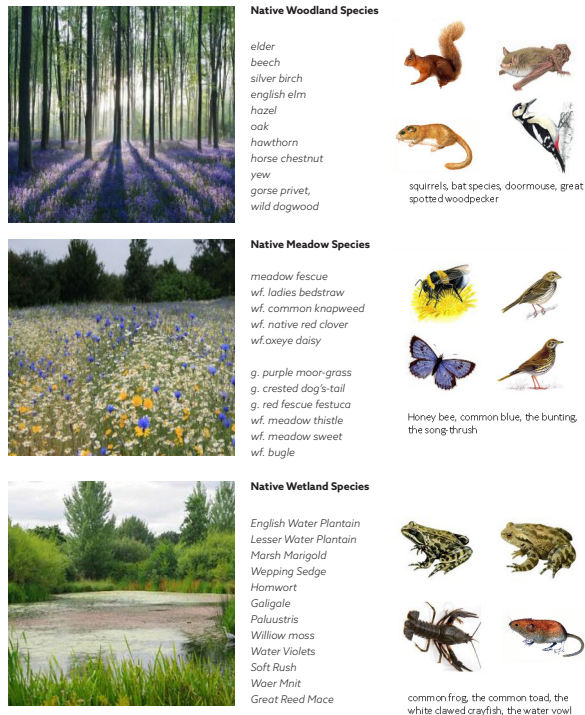 Native Woodland Species
elder
beech
silver birch
english elm
hazel
oak
hawthorn
horse chestnut
yew
gorse privet,
wild dogwood
squirrels, bat species, doormouse, great
spotted woodpecker
Native Meadow Species
meadow fescue
wf. ladies bedstraw
wf. common knapweed
wf. native red clover
wf.oxeye daisy
g. purple moor-grass
g. crested dog's-tail
g. red fescue festuca
wf. meadow thistle
wf. meadow sweet
wf. bugle
Honey bee, common blue, the bunting,
the song-thrush
Native Wetland Species
English Water Plantain
Lesser Water Plantain
Marsh Marigold
Wepping Sedge
Homwort
Galigale
Paluustris
Williow moss
Water Violets
Soft Rush
Waer Mnit
Great Reed Mace
common frog, the common toad, the
white clawed crayfish, the water vowl